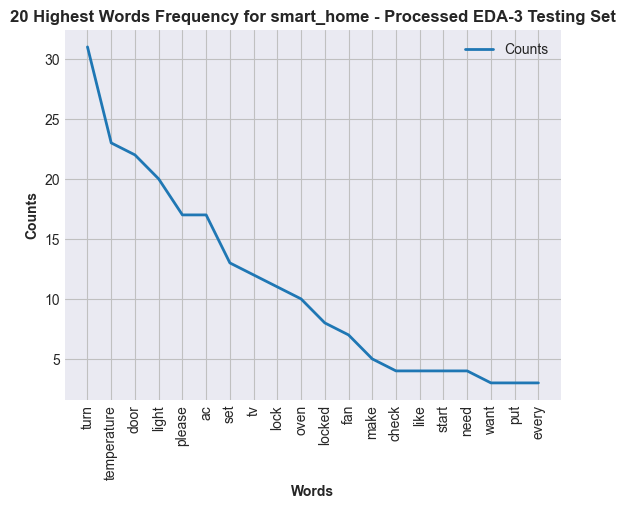 20 Highest Words Frequency for smart_home - Processed EDA-3 Testing Set
Counts
30
25
20
15
10
5
Counts
turn
temperature
door
light
please
ac
set
tv
lock
oven
locked
fan
make
check
like
start
need
want
put
every
Words